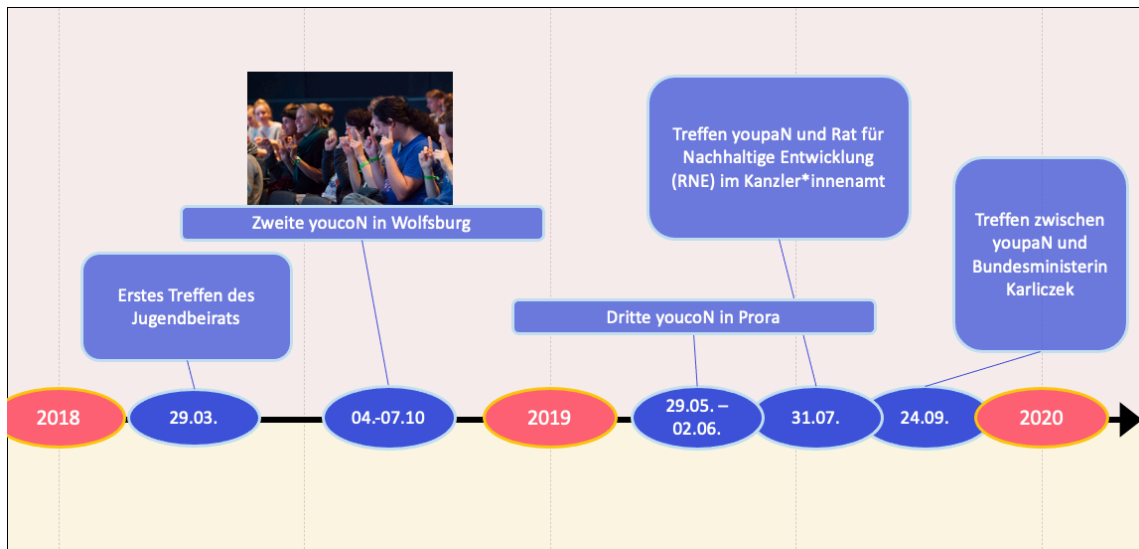 Treffen youpaN und Rat für
Nachhaltige Entwicklung
(RNE) im Kanzler*innenamt
Zweite youcoN in Wolfsburg
Treffen zwischen
youpaN und
Bundesministerin
Karliczek
Erstes Treffen des
Jugendbeirats
Dritte youcoN in Prora
2018
29.03.
04.-07.10
2019
29.05. –
02.06.
31.07.
24.09.
2020